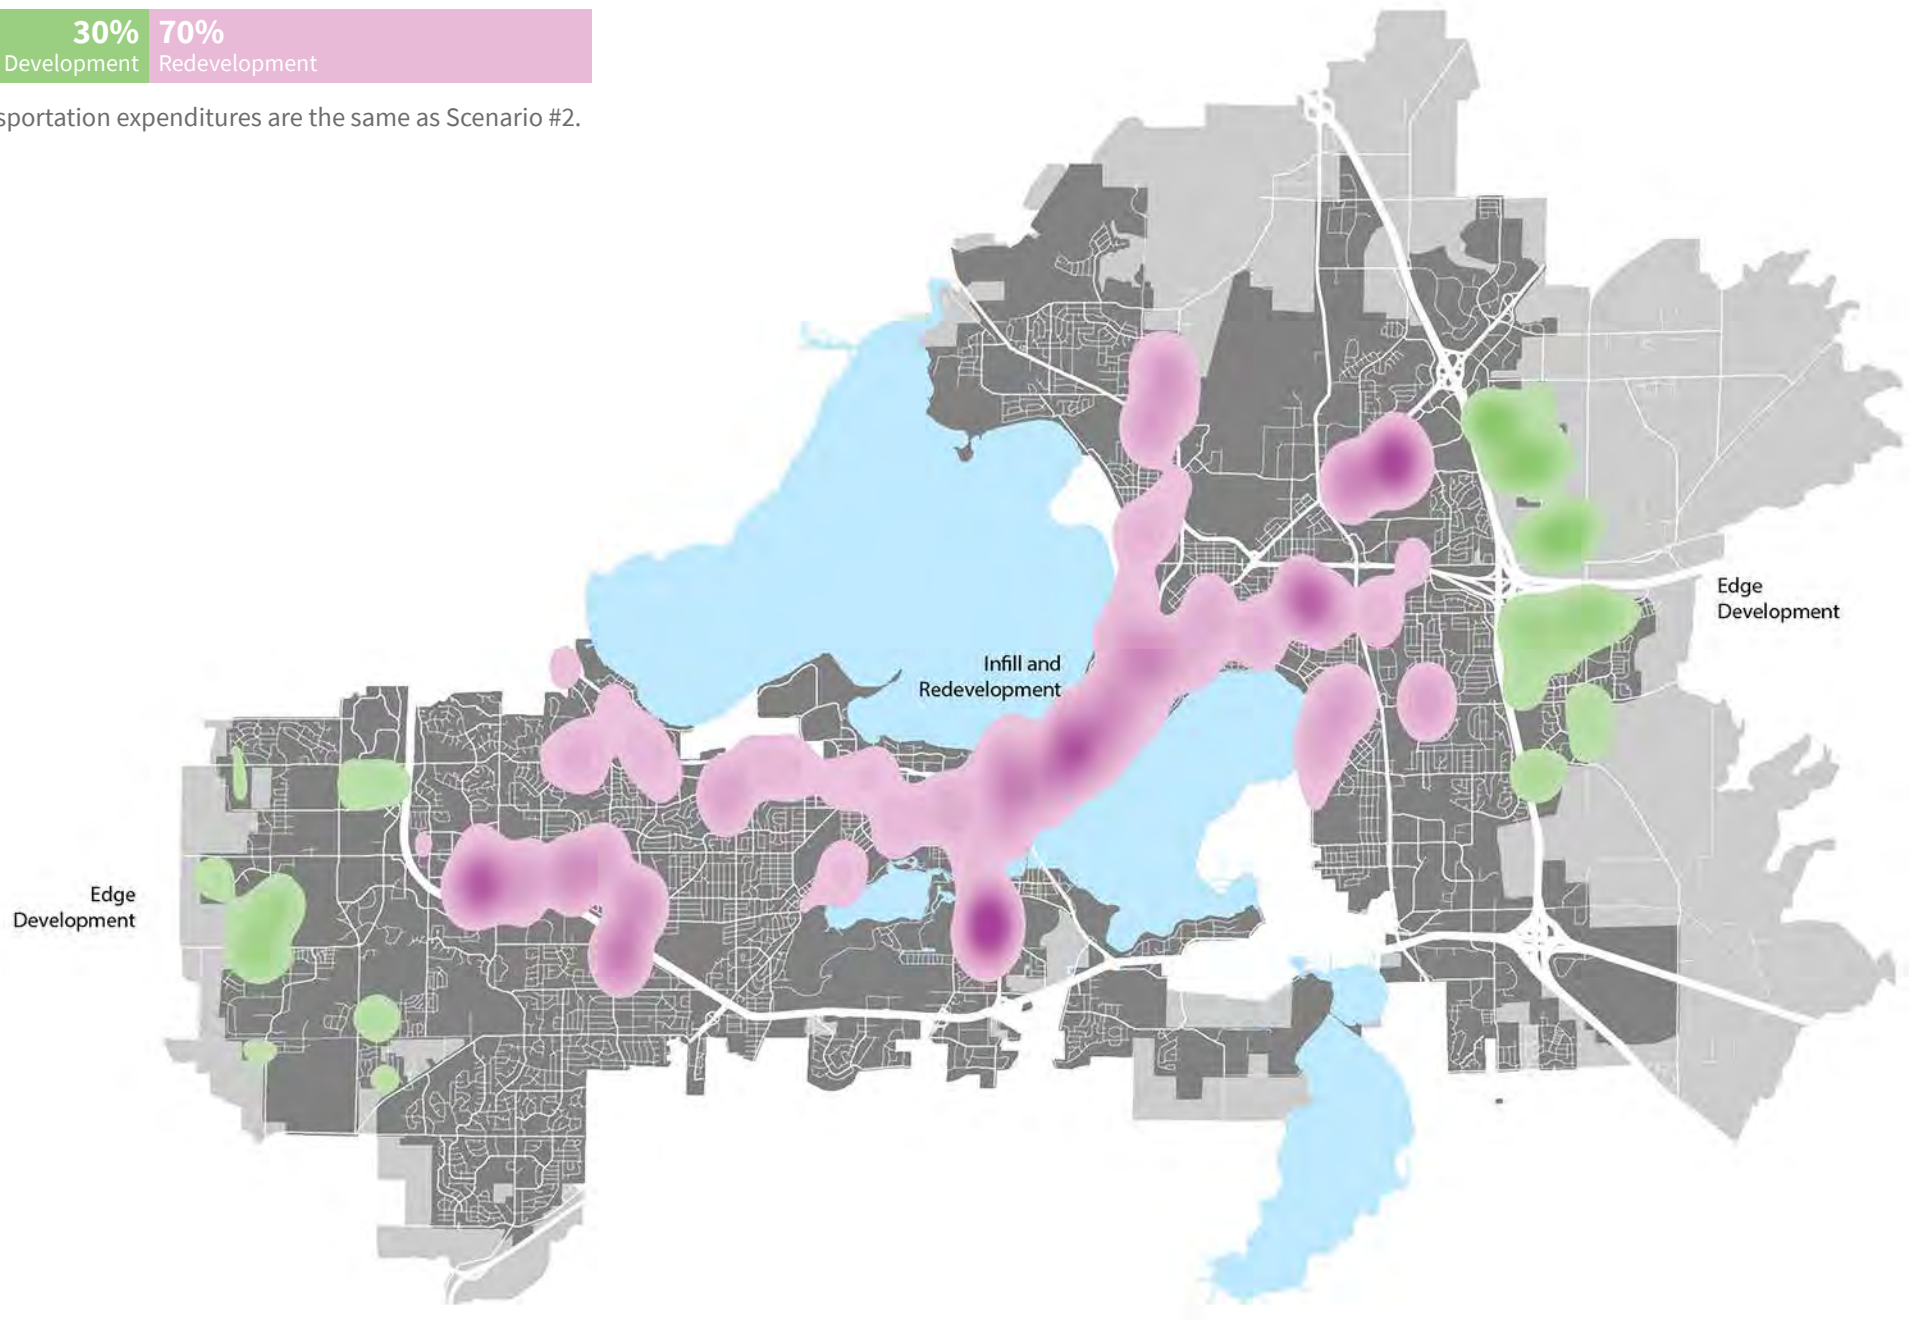 30% 70%
Development Redevelopment
sportation expenditures are the same as Scenario #2.
Edge
Development
Infill and
Redevelopment
Edge
Development